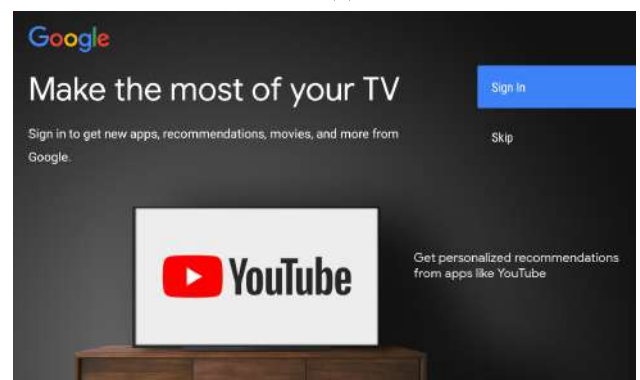 Google
Make the most of your TV
Sign in to get new apps, recommendations, movies, and more from
Google.
Sign In
Skip
YouTube
Get personalized recommendations
from apps like YouTube